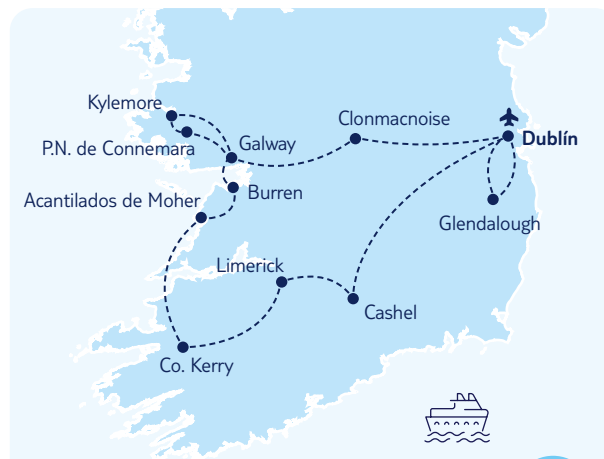 Kylemore
Clonmacnoise
Dublín
P.N. de Connemara
Galway
Acantilados de Moher
Burren
Glendalough
Limerick
Cashel
Co. Kerry